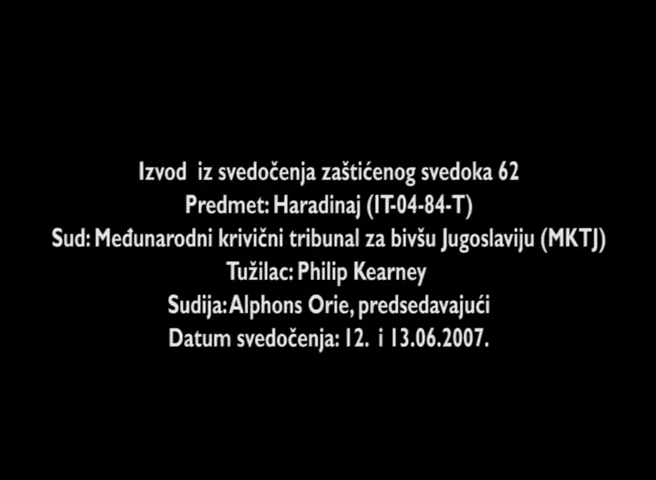 Izvod iz svedočenja zaštićenog svedoka 62
Predmet: Haradinaj (IT-04-84-T)
Sud: Međunarodni krivični tribunal za bivšu Jugoslaviju (MKTJ)
Tužilac: Philip Kearney
Sudija: Alphons Orie, predsedavajući
Datum svedočenja: 12. i 13.06.2007.